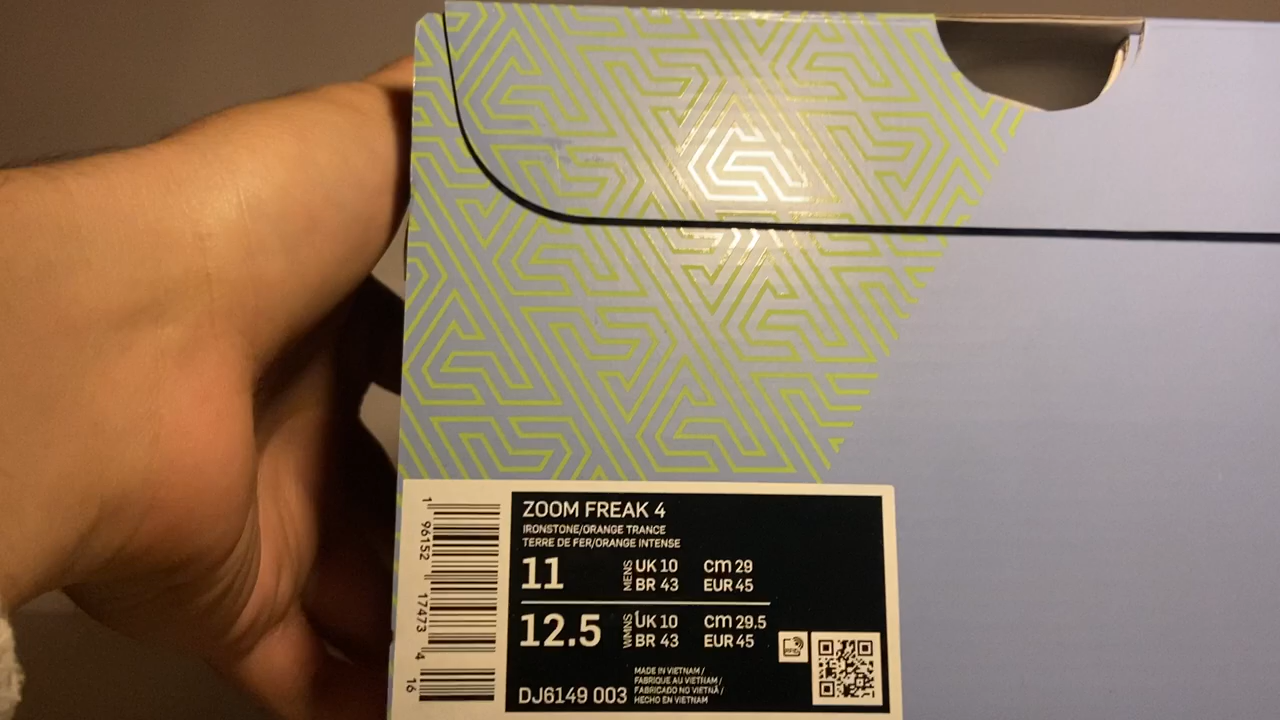 ZOOM FREAK 4
IRONSTONE/ORANGE TRANCE
TERRE DE FER/ORANGE INTENSE
11 MENS UK 10 cm 29
BR 43 EUR 45
12.5 WMNS UK 10 cm 29.5
BR 43 EUR 45
DJ6149 003
MADE IN VIETNAM /
FABRIQUE AU VIETNAM /
FABRICADO NO VIETNÃ /
HECHO EN VIETNAM
1 96152 17473 4 16